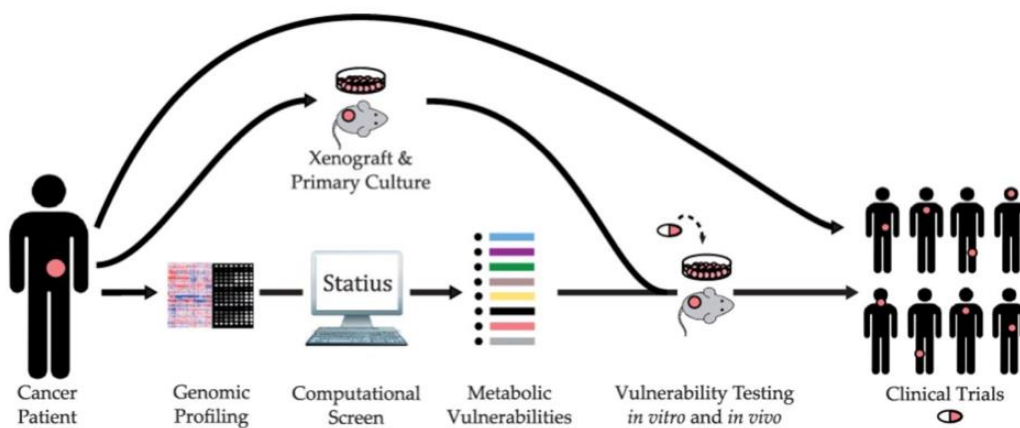 Xenograft &
Primary Culture
Statius
Cancer
Patient
Genomic
Profiling
Computational
Screen
Metabolic
Vulnerabilities
Vulnerability Testing
in vitro and in vivo
Clinical Trials